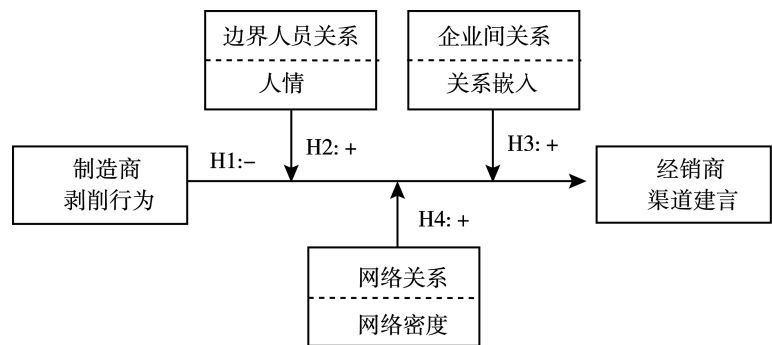 边界人员关系
人情
企业间关系
关系嵌入
制造商
剥削行为
H1:-
H2: +
H3: +
经销商
渠道建言
H4: +
网络关系
网络密度